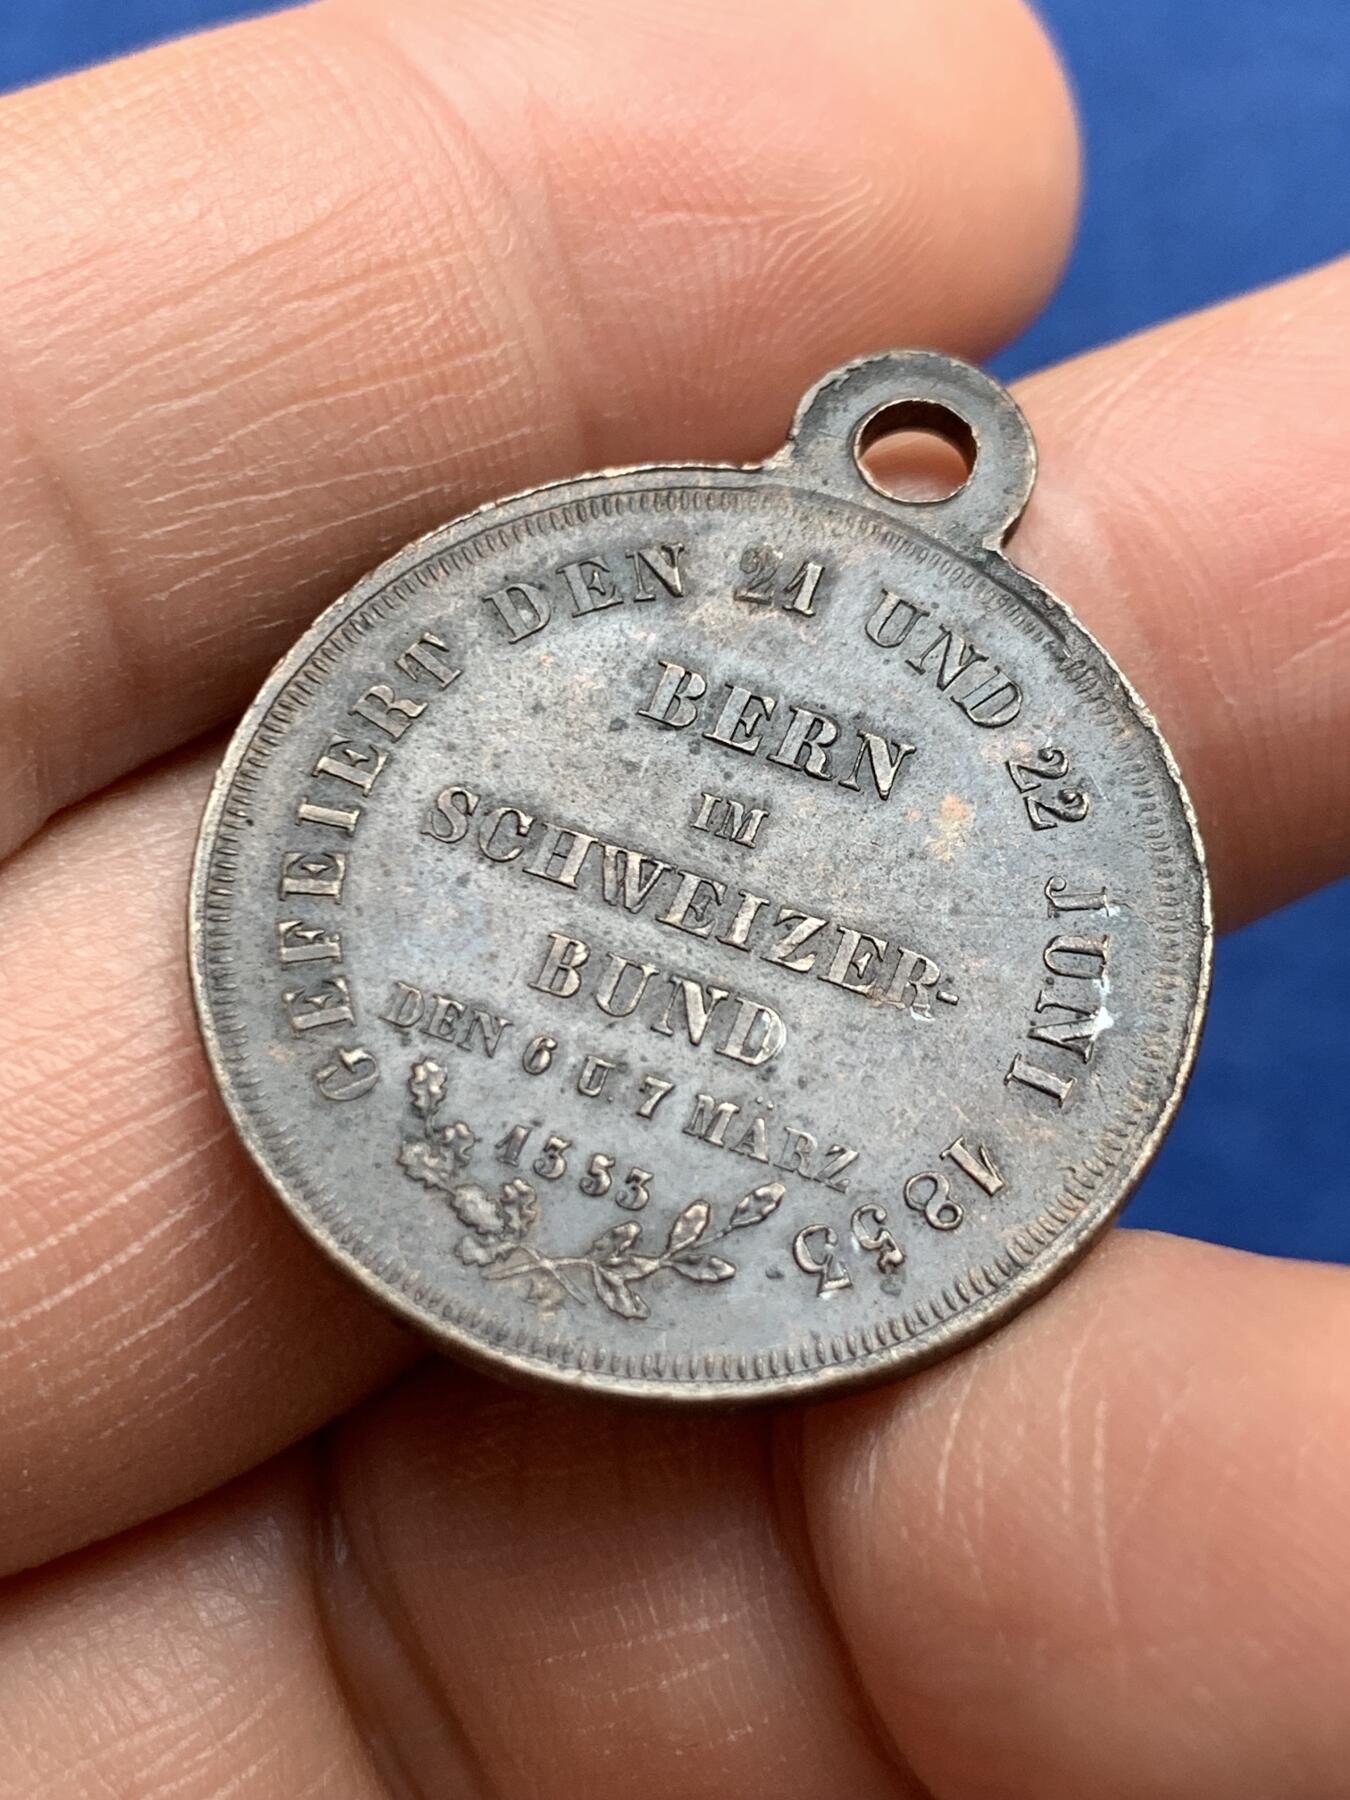 GEFEIERT DEN 21 UND 22 JUNI 1853
BERN
IM
SCHWEIZER-
BUND
DEN 6 U. 7 MÄRZ
1353